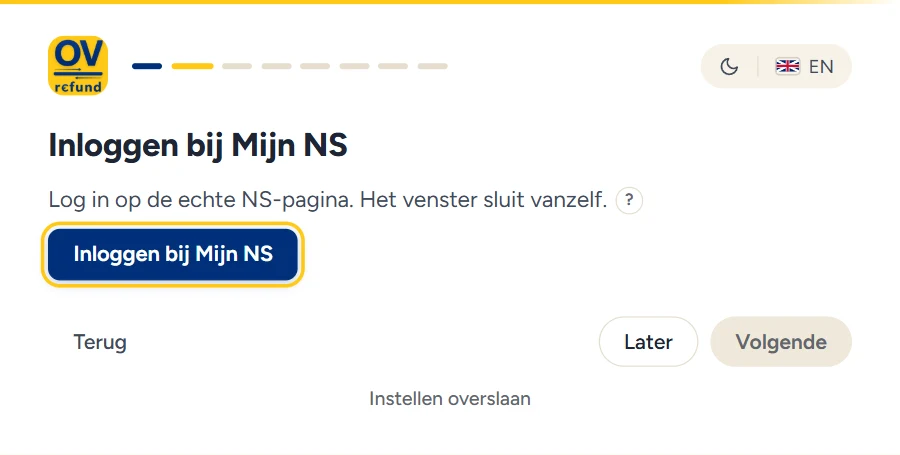 OV
refund
EN
Inloggen bij Mijn NS
Log in op de echte NS-pagina. Het venster sluit vanzelf. ?
Inloggen bij Mijn NS
Terug
Later
Volgende
Instellen overslaan